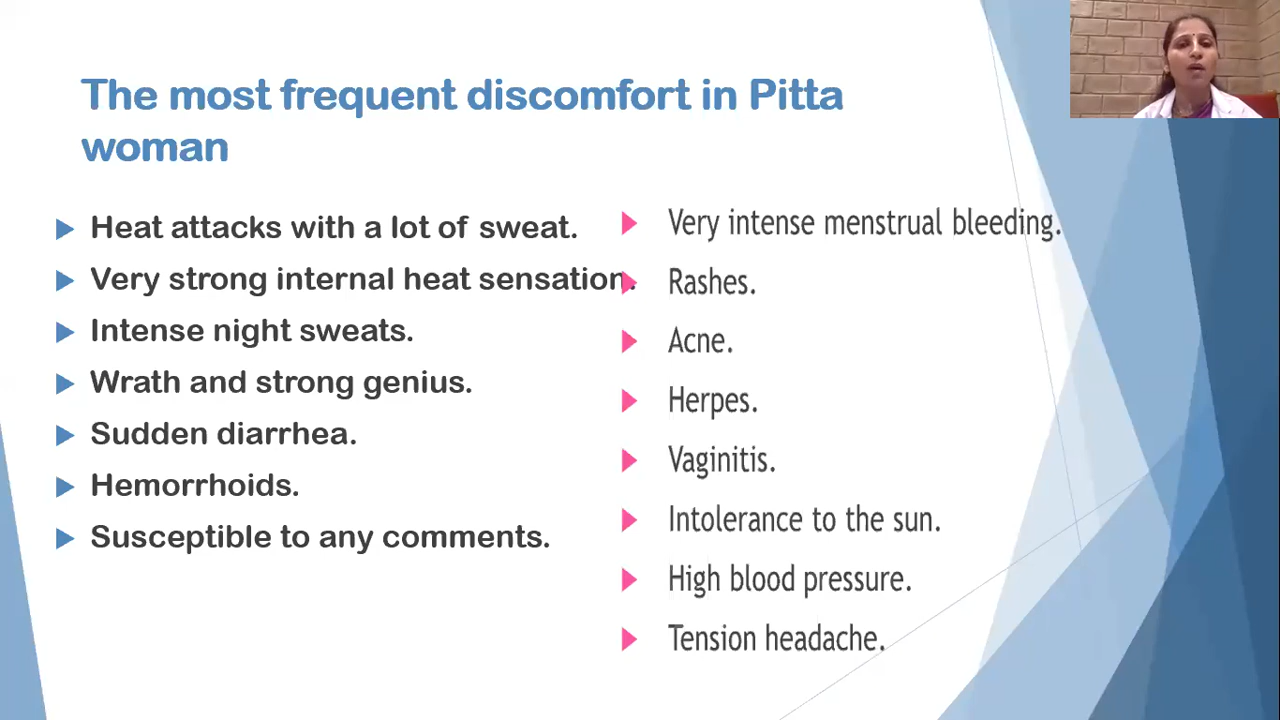 The most frequent discomfort in Pitta
woman
Heat attacks with a lot of sweat.
Very strong internal heat sensation.
Intense night sweats.
Wrath and strong genius.
Sudden diarrhea.
Hemorrhoids.
Susceptible to any comments.
Very intense menstrual bleeding.
Rashes.
Acne.
Herpes.
Vaginitis.
Intolerance to the sun.
High blood pressure.
Tension headache.